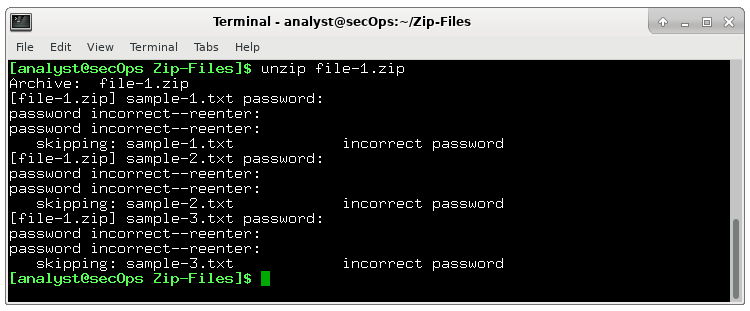 Terminal - analyst@secOps:~/Zip-Files
File Edit View Terminal Tabs Help
[analyst@secOps Zip-Files]$ unzip file-1.zip
Archive:  file-1.zip
[file-1.zip] sample-1.txt password:
password incorrect--reenter:
password incorrect--reenter:
   skipping: sample-1.txt            incorrect password
[file-1.zip] sample-2.txt password:
password incorrect--reenter:
password incorrect--reenter:
   skipping: sample-2.txt            incorrect password
[file-1.zip] sample-3.txt password:
password incorrect--reenter:
password incorrect--reenter:
   skipping: sample-3.txt            incorrect password
[analyst@secOps Zip-Files]$